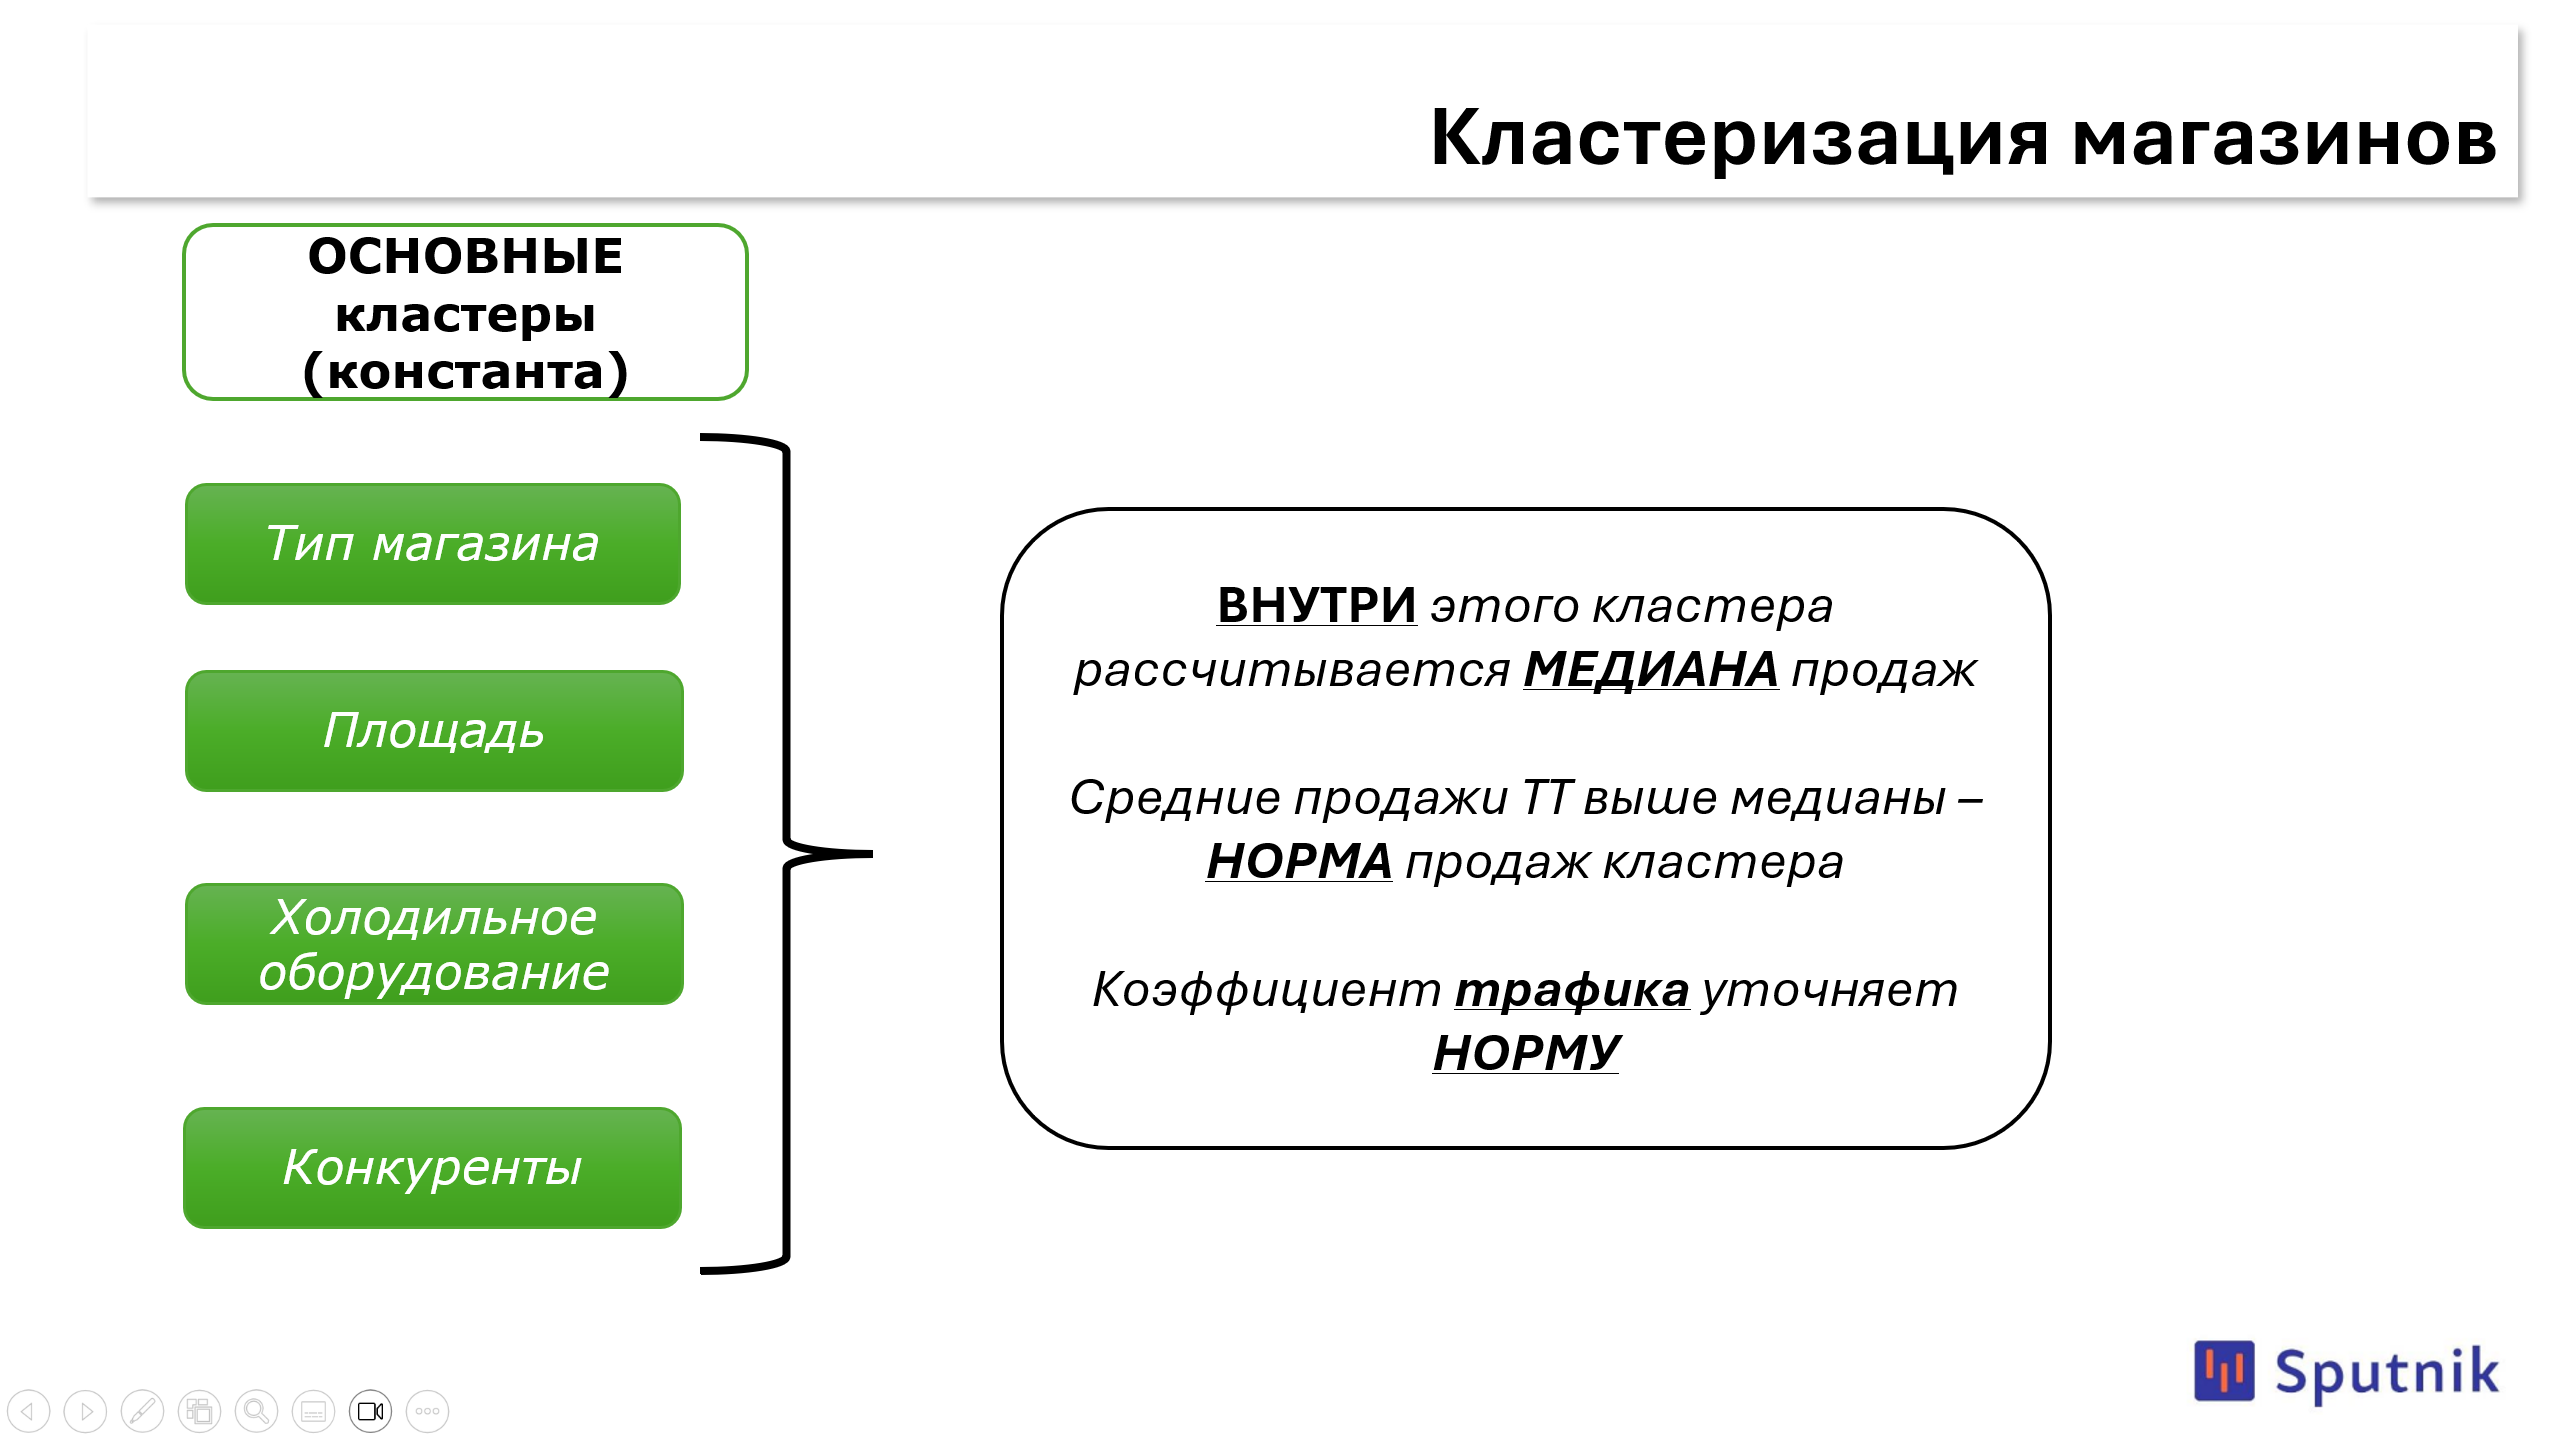 Кластеризация магазинов
ОСНОВНЫЕ
кластеры
(константа)
Тип магазина
Площадь
Холодильное
оборудование
Конкуренты
ВНУТРИ этого кластера
рассчитывается МЕДИАНА продаж
Средние продажи ТТ выше медианы –
НОРМА продаж кластера
Коэффициент трафика уточняет
НОРМУ
Sputnik